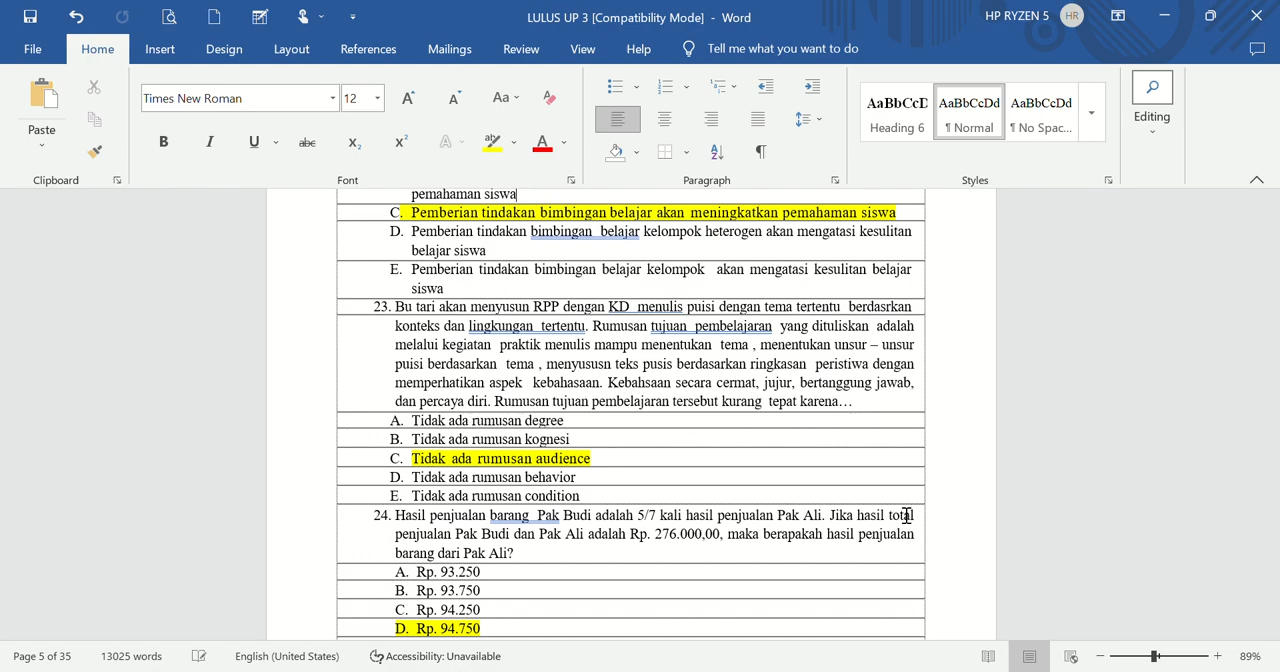 LULUS UP 3 [Compatibility Mode] - Word
HP RYZEN 5
HR
File Home Insert Design Layout References Mailings Review View Help Tell me what you want to do
Times New Roman 12
Paste
Clipboard
Font
Paragraph
AaBbCcD AaBbCcDd AaBbCcDd
Heading 6 ¶ Normal ¶ No Spac...
Styles
Editing
pemahaman siswa
C. Pemberian tindakan bimbingan belajar akan meningkatkan pemahaman siswa
D. Pemberian tindakan bimbingan belajar kelompok heterogen akan mengatasi kesulitan
belajar siswa
E. Pemberian tindakan bimbingan belajar kelompok akan mengatasi kesulitan belajar
siswa
23. Bu tari akan menyusun RPP dengan KD menulis puisi dengan tema tertentu berdasrkan
konteks dan lingkungan tertentu. Rumusan tujuan pembelajaran yang dituliskan adalah
melalui kegiatan praktik menulis mampu menentukan tema , menentukan unsur – unsur
puisi berdasarkan tema , menyususn teks pusis berdasarkan ringkasan peristiwa dengan
memperhatikan aspek kebahasaan. Kebahsaan secara cermat, jujur, bertanggung jawab,
dan percaya diri. Rumusan tujuan pembelajaran tersebut kurang tepat karena…
A. Tidak ada rumusan degree
B. Tidak ada rumusan kognesi
C. Tidak ada rumusan audience
D. Tidak ada rumusan behavior
E. Tidak ada rumusan condition
24. Hasil penjualan barang Pak Budi adalah 5/7 kali hasil penjualan Pak Ali. Jika hasil total
penjualan Pak Budi dan Pak Ali adalah Rp. 276.000,00, maka berapakah hasil penjualan
barang dari Pak Ali?
A. Rp. 93.250
B. Rp. 93.750
C. Rp. 94.250
D. Rp. 94.750
Page 5 of 35 13025 words English (United States) Accessibility: Unavailable 89%